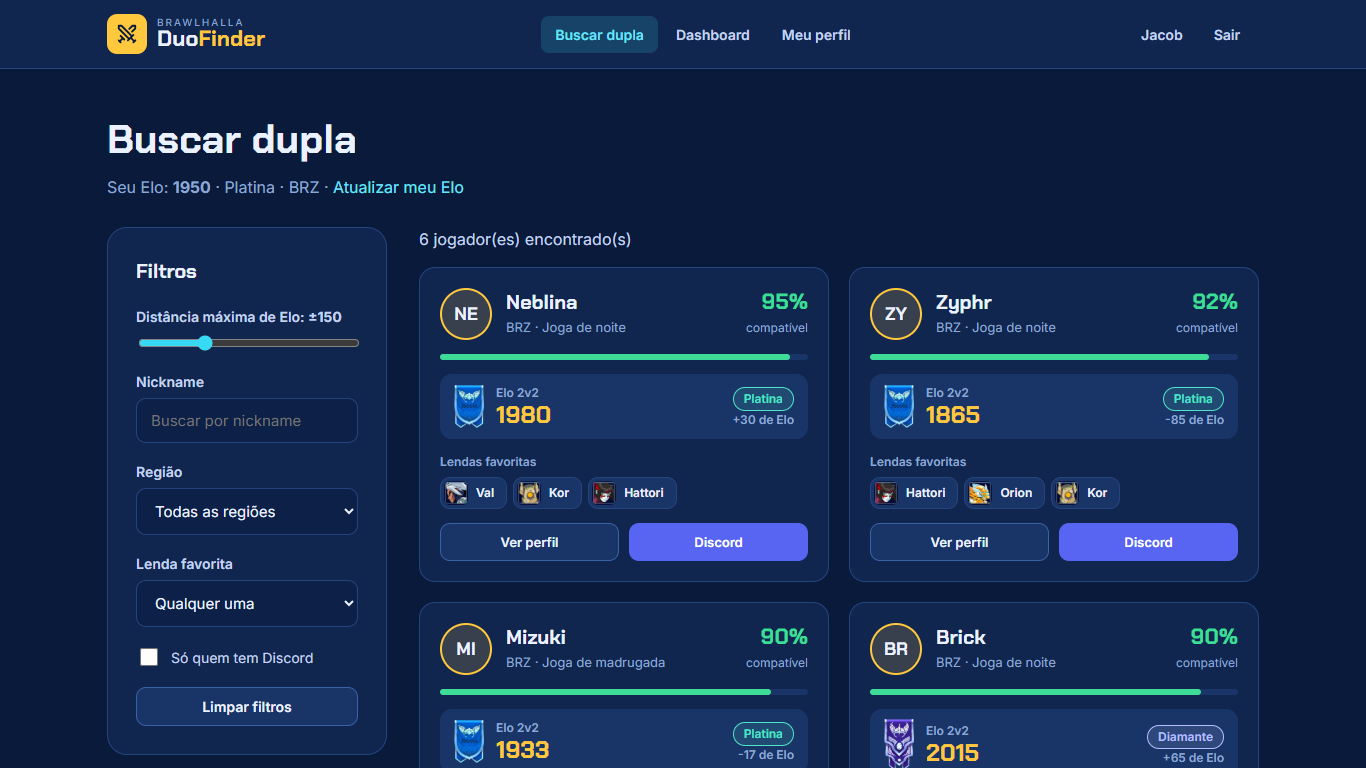 BRAWLHALLA
DuoFinder
Buscar dupla
Dashboard
Meu perfil
Jacob
Sair
Buscar dupla
Seu Elo: 1950 · Platina · BRZ · Atualizar meu Elo
Filtros
Distância máxima de Elo: ±150
Nickname
Buscar por nickname
Região
Todas as regiões
Lenda favorita
Qualquer uma
Só quem tem Discord
Limpar filtros
6 jogador(es) encontrado(s)
NE
Neblina
BRZ · Joga de noite
95%
compatível
Elo 2v2
1980
Platina
+30 de Elo
Lendas favoritas
Val
Kor
Hattori
Ver perfil
Discord
ZY
Zyphr
BRZ · Joga de noite
92%
compatível
Elo 2v2
1865
Platina
-85 de Elo
Lendas favoritas
Hattori
Orion
Kor
Ver perfil
Discord
MI
Mizuki
BRZ · Joga de madrugada
90%
compatível
Elo 2v2
1933
Platina
-17 de Elo
BR
Brick
BRZ · Joga de noite
90%
compatível
Elo 2v2
2015
Diamante
+65 de Elo